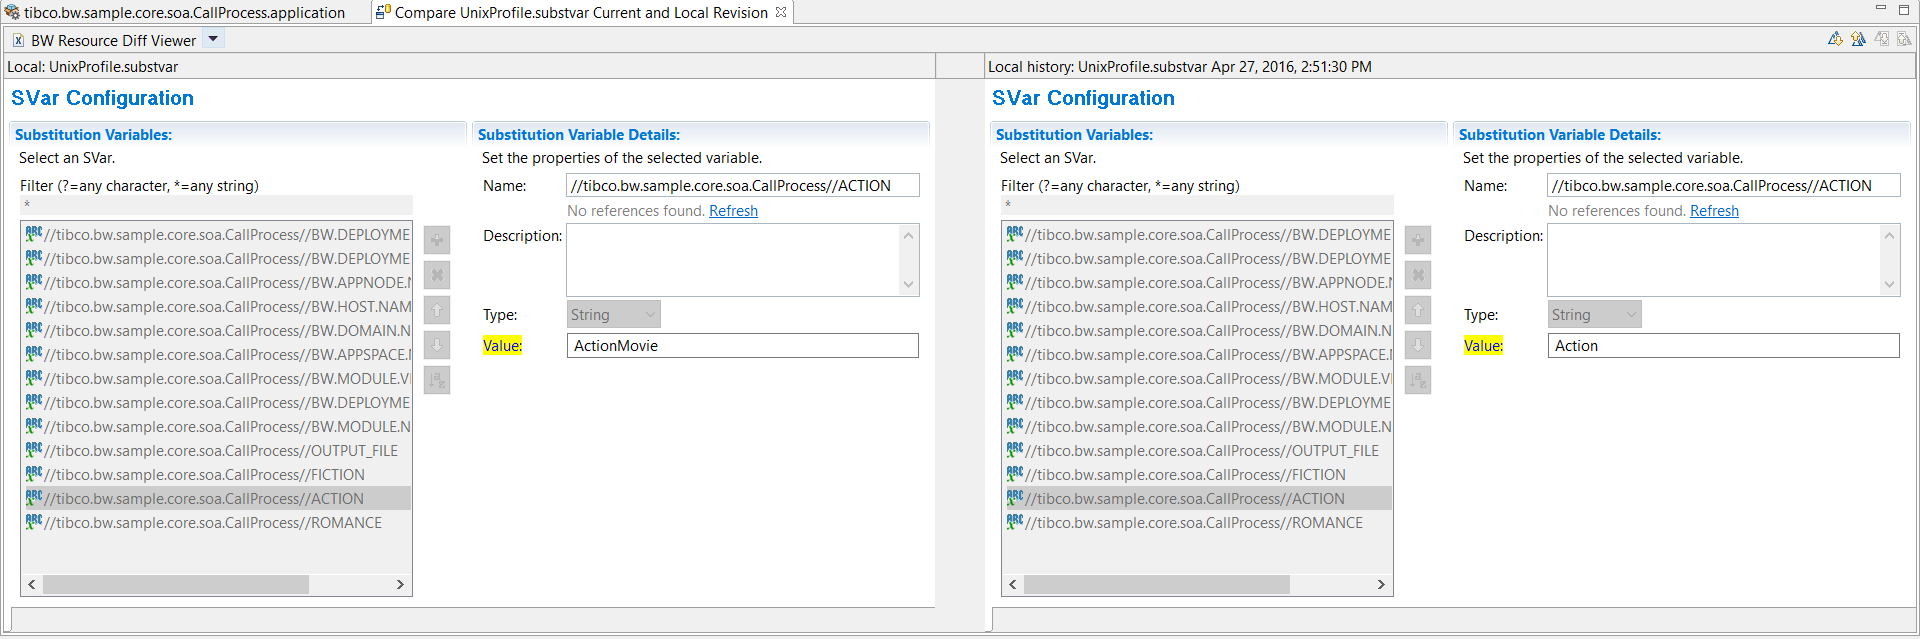 tibco.bw.sample.core.soa.CallProcess.application
Compare UnixProfile.substvar Current and Local Revision
BW Resource Diff Viewer
Local: UnixProfile.substvar
SVar Configuration
Substitution Variables:
Select an SVar.
Filter (?=any character, *=any string)
*
//tibco.bw.sample.core.soa.CallProcess//BW.DEPLOYME
//tibco.bw.sample.core.soa.CallProcess//BW.DEPLOYME
//tibco.bw.sample.core.soa.CallProcess//BW.APPNODE.N
//tibco.bw.sample.core.soa.CallProcess//BW.HOST.NAM
//tibco.bw.sample.core.soa.CallProcess//BW.DOMAIN.N
//tibco.bw.sample.core.soa.CallProcess//BW.APPSPACE.N
//tibco.bw.sample.core.soa.CallProcess//BW.MODULE.VE
//tibco.bw.sample.core.soa.CallProcess//BW.DEPLOYME
//tibco.bw.sample.core.soa.CallProcess//BW.MODULE.N
//tibco.bw.sample.core.soa.CallProcess//OUTPUT_FILE
//tibco.bw.sample.core.soa.CallProcess//FICTION
//tibco.bw.sample.core.soa.CallProcess//ACTION
//tibco.bw.sample.core.soa.CallProcess//ROMANCE
Substitution Variable Details:
Set the properties of the selected variable.
Name: //tibco.bw.sample.core.soa.CallProcess//ACTION
No references found. Refresh
Description:
Type: String
Value: ActionMovie
Local history: UnixProfile.substvar Apr 27, 2016, 2:51:30 PM
SVar Configuration
Substitution Variables:
Select an SVar.
Filter (?=any character, *=any string)
*
//tibco.bw.sample.core.soa.CallProcess//BW.DEPLOYME
//tibco.bw.sample.core.soa.CallProcess//BW.DEPLOYME
//tibco.bw.sample.core.soa.CallProcess//BW.APPNODE.N
//tibco.bw.sample.core.soa.CallProcess//BW.HOST.NAM
//tibco.bw.sample.core.soa.CallProcess//BW.DOMAIN.N
//tibco.bw.sample.core.soa.CallProcess//BW.APPSPACE.N
//tibco.bw.sample.core.soa.CallProcess//BW.MODULE.VE
//tibco.bw.sample.core.soa.CallProcess//BW.DEPLOYME
//tibco.bw.sample.core.soa.CallProcess//BW.MODULE.N
//tibco.bw.sample.core.soa.CallProcess//OUTPUT_FILE
//tibco.bw.sample.core.soa.CallProcess//FICTION
//tibco.bw.sample.core.soa.CallProcess//ACTION
//tibco.bw.sample.core.soa.CallProcess//ROMANCE
Substitution Variable Details:
Set the properties of the selected variable.
Name: //tibco.bw.sample.core.soa.CallProcess//ACTION
No references found. Refresh
Description:
Type: String
Value: Action